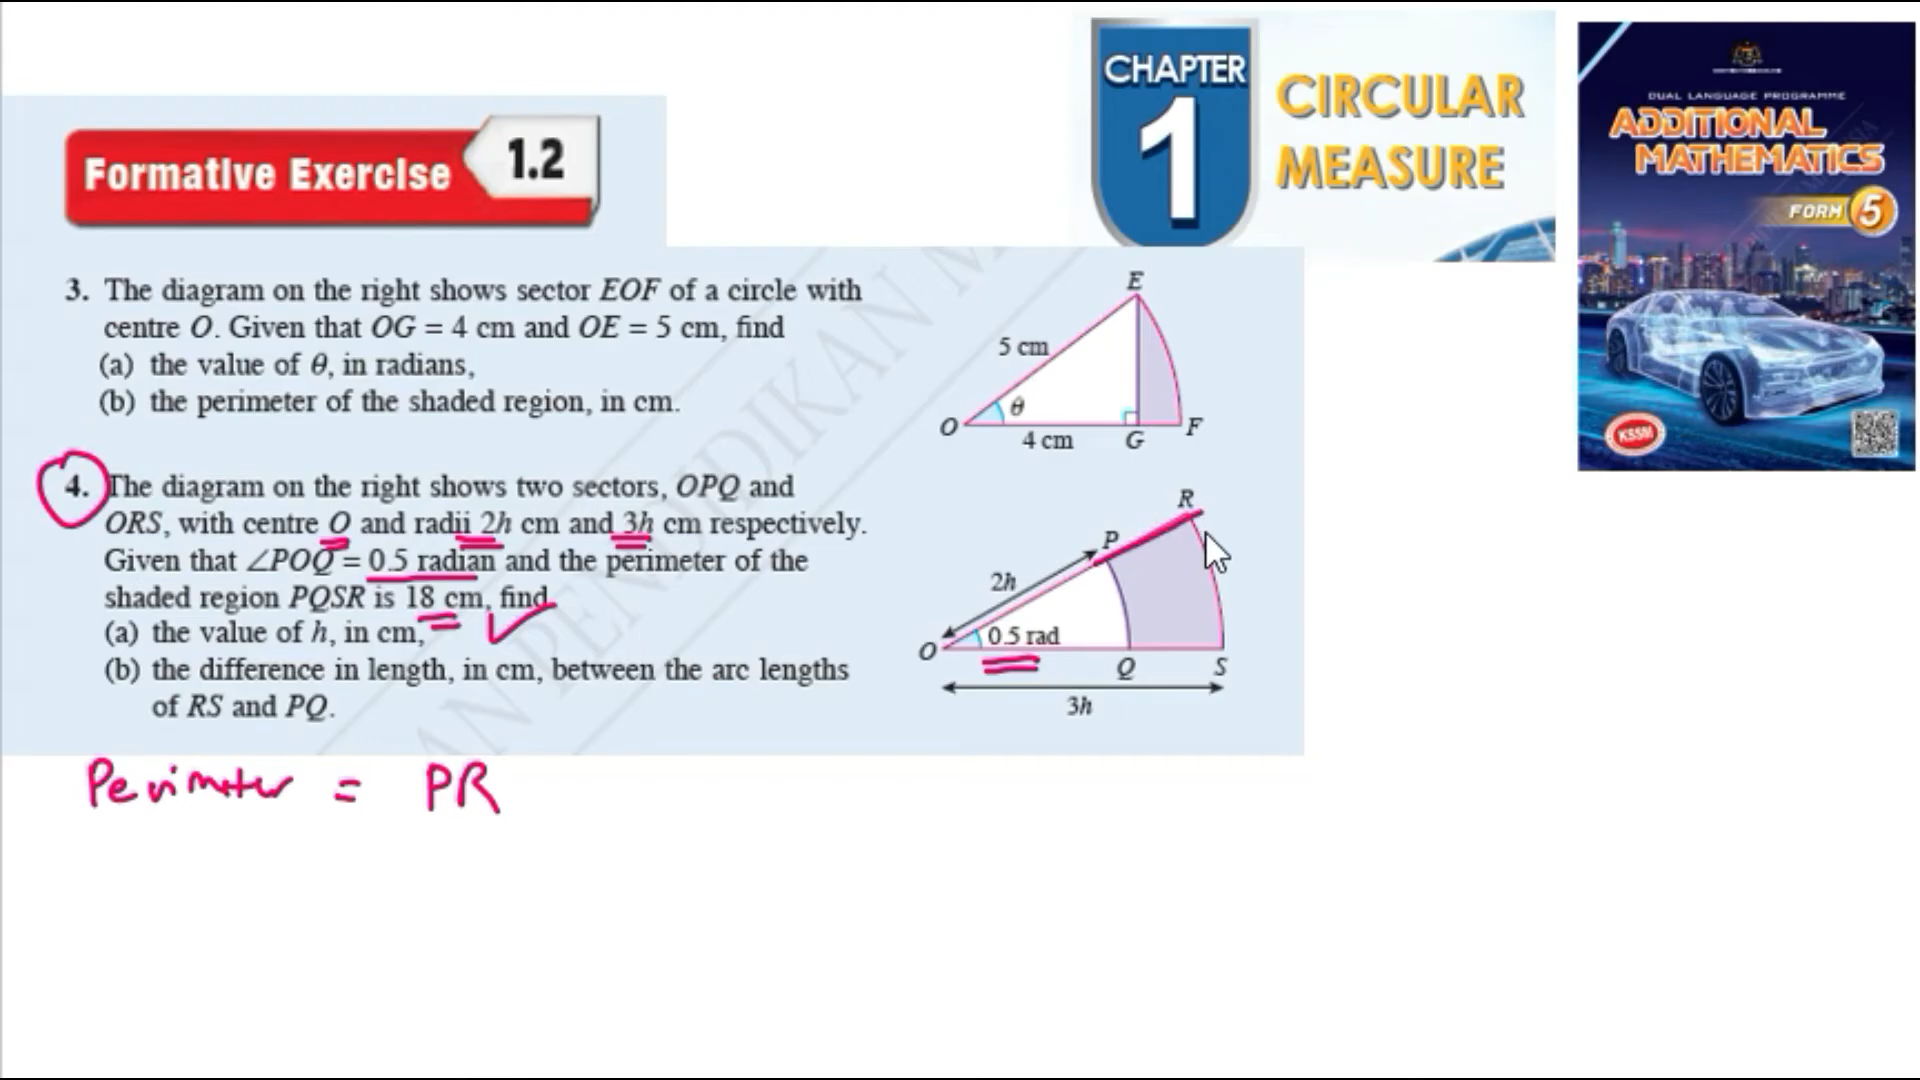 CHAPTER
1
CIRCULAR
MEASURE
DUAL LANGUAGE PROGRAMME
ADDITIONAL
MATHEMATICS
FORM 5
KSSM
Formative Exercise 1.2
3. The diagram on the right shows sector EOF of a circle with
centre O. Given that OG = 4 cm and OE = 5 cm, find
(a) the value of θ, in radians,
(b) the perimeter of the shaded region, in cm.
E
5 cm
θ
O
4 cm
G
F
4. The diagram on the right shows two sectors, OPQ and
ORS, with centre O and radii 2h cm and 3h cm respectively.
Given that ∠POQ = 0.5 radian and the perimeter of the
shaded region PQSR is 18 cm, find
(a) the value of h, in cm,
(b) the difference in length, in cm, between the arc lengths
of RS and PQ.
R
P
2h
0.5 rad
O
Q
S
3h
Perimeter = PR
PENDIDIKAN M